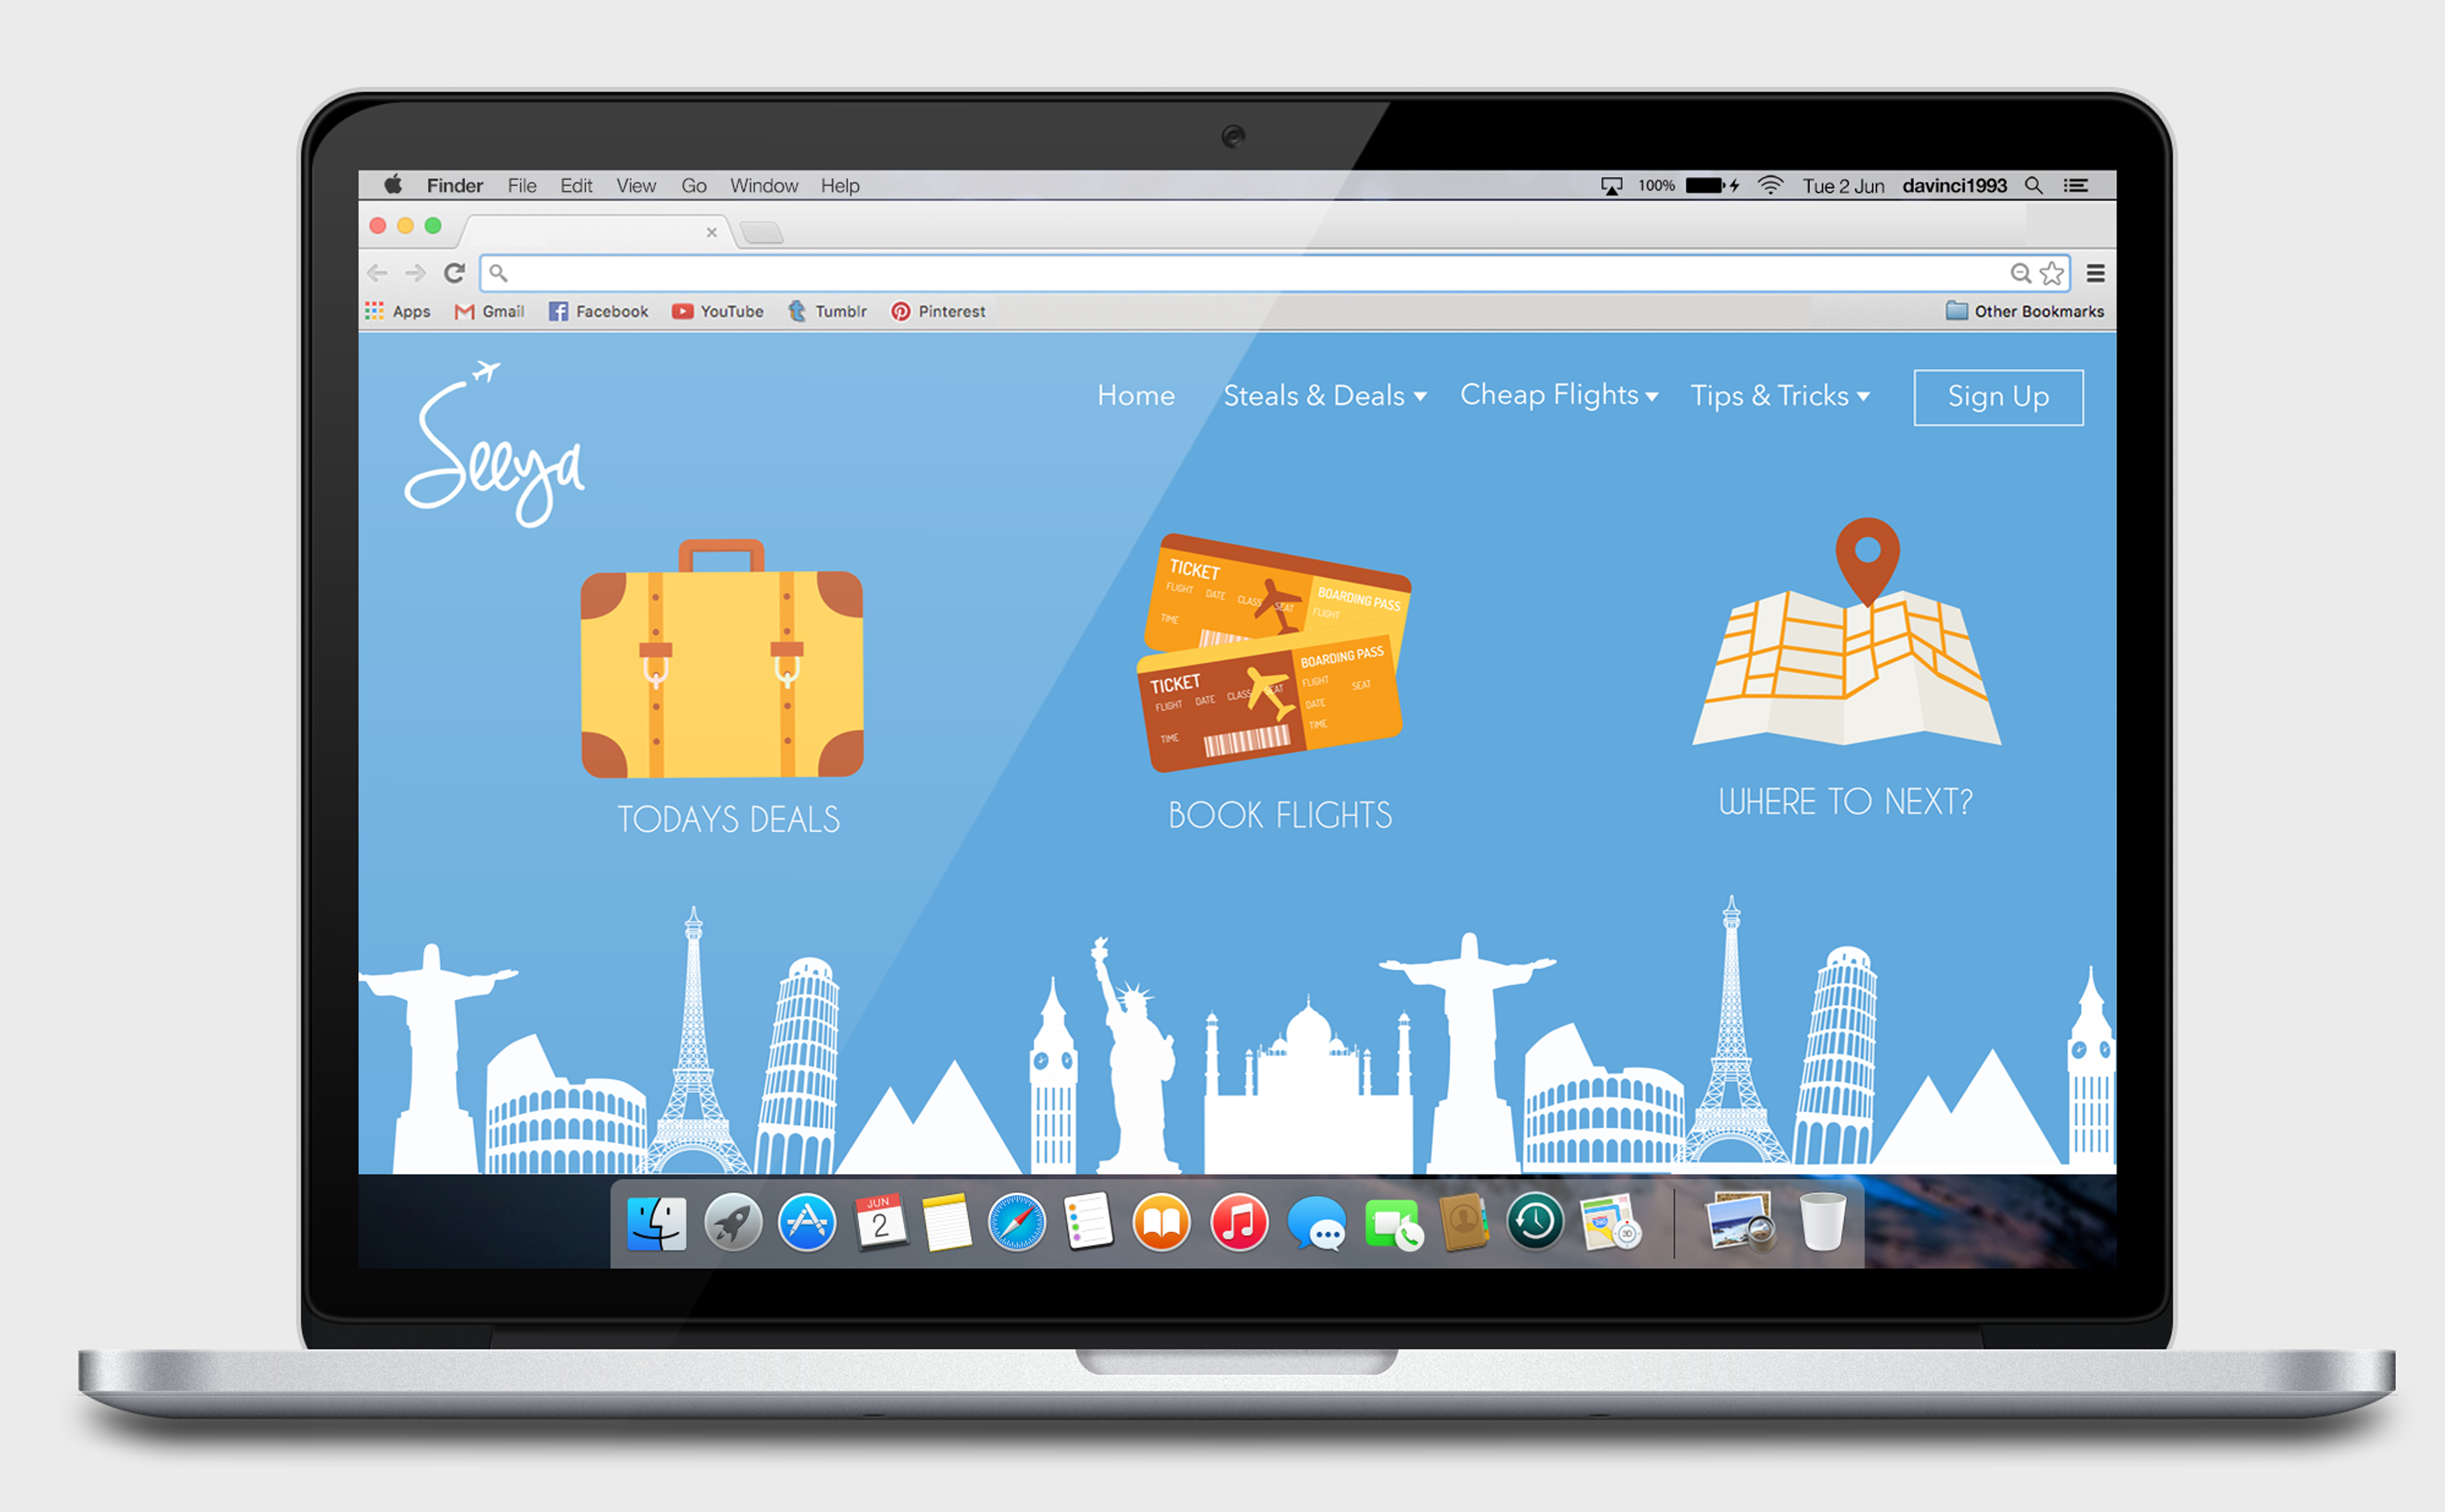 Finder File Edit View Go Window Help 100% Tue 2 Jun davinci1993
Apps Gmail Facebook YouTube Tumblr Pinterest Other Bookmarks
Seeya
Home Steals & Deals Cheap Flights Tips & Tricks Sign Up
TICKET
FLIGHT DATE CLASS SEAT
TIME
BOARDING PASS
FLIGHT
TICKET
FLIGHT DATE CLASS SEAT
TIME
BOARDING PASS
FLIGHT SEAT
DATE
TIME
TODAYS DEALS
BOOK FLIGHTS
WHERE TO NEXT?
JUN
2
3D